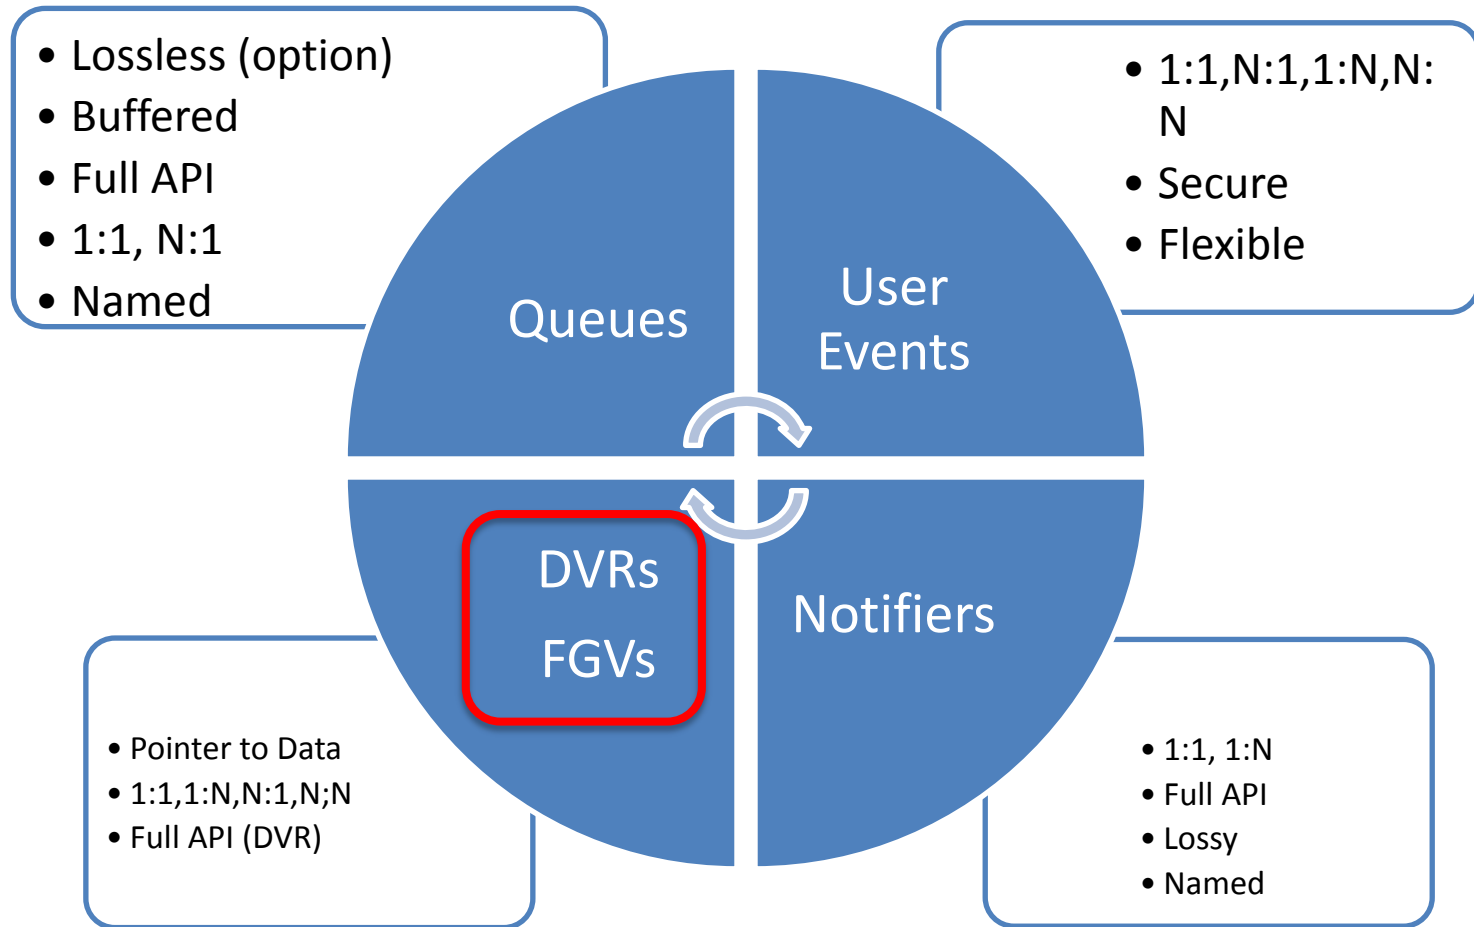 • Lossless (option)
• Buffered
• Full API
• 1:1, N:1
• Named
• 1:1,N:1,1:N,N:
N
• Secure
• Flexible
Queues
User
Events
DVRs
FGVs
Notifiers
• Pointer to Data
• 1:1,1:N,N:1,N;N
• Full API (DVR)
• 1:1, 1:N
• Full API
• Lossy
• Named